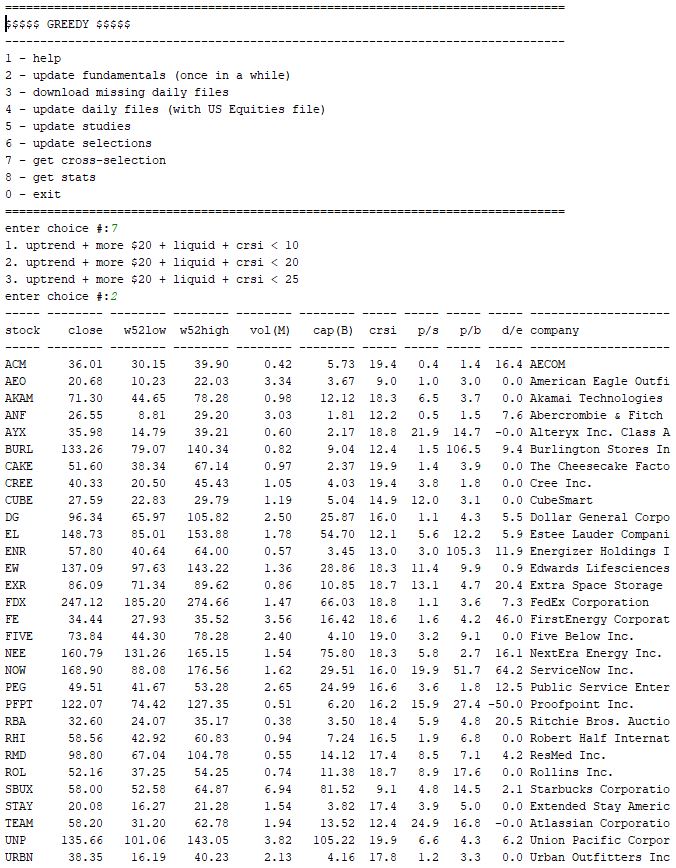 $$$$$ GREEDY $$$$$
1 - help
2 - update fundamentals (once in a while)
3 - download missing daily files
4 - update daily files (with US Equities file)
5 - update studies
6 - update selections
7 - get cross-selection
8 - get stats
0 - exit
enter choice #:7
1. uptrend + more $20 + liquid + crsi < 10
2. uptrend + more $20 + liquid + crsi < 20
3. uptrend + more $20 + liquid + crsi < 25
enter choice #:2
stock close w52low w52high vol(M) cap(B) crsi p/s p/b d/e company
ACM 36.01 30.15 39.90 0.42 5.73 19.4 0.4 1.4 16.4 AECOM
AEO 20.68 10.23 22.03 3.34 3.67 9.0 1.0 3.0 0.0 American Eagle Outfi
AKAM 71.30 44.65 78.28 0.98 12.12 18.3 6.5 3.7 0.0 Akamai Technologies
ANF 26.55 8.81 29.20 3.03 1.81 12.2 0.5 1.5 7.6 Abercrombie & Fitch
AYX 35.98 14.79 39.21 0.60 2.17 18.8 21.9 14.7 -0.0 Alteryx Inc. Class A
BURL 133.26 79.07 140.34 0.82 9.04 12.4 1.5 106.5 9.4 Burlington Stores In
CAKE 51.60 38.34 67.14 0.97 2.37 19.9 1.4 3.9 0.0 The Cheesecake Facto
CREE 40.33 20.50 45.43 1.05 4.03 19.4 3.8 1.8 0.0 Cree Inc.
CUBE 27.59 22.83 29.79 1.19 5.04 14.9 12.0 3.1 0.0 CubeSmart
DG 96.34 65.97 105.82 2.50 25.87 16.0 1.1 4.3 5.5 Dollar General Corpo
EL 148.73 85.01 153.88 1.78 54.70 12.1 5.6 12.2 5.9 Estee Lauder Compani
ENR 57.80 40.64 64.00 0.57 3.45 13.0 3.0 105.3 11.9 Energizer Holdings I
EW 137.09 97.63 143.22 1.36 28.86 18.3 11.4 9.9 0.9 Edwards Lifesciences
EXR 86.09 71.34 89.62 0.86 10.85 18.7 13.1 4.7 20.4 Extra Space Storage
FDX 247.12 185.20 274.66 1.47 66.03 18.8 1.1 3.6 7.3 FedEx Corporation
FE 34.44 27.93 35.52 3.56 16.42 18.6 1.6 4.2 46.0 FirstEnergy Corporat
FIVE 73.84 44.30 78.28 2.40 4.10 19.0 3.2 9.1 0.0 Five Below Inc.
NEE 160.79 131.26 165.15 1.54 75.80 18.3 5.8 2.7 16.1 NextEra Energy Inc.
NOW 168.90 88.08 176.56 1.62 29.51 16.0 19.9 51.7 64.2 ServiceNow Inc.
PEG 49.51 41.67 53.28 2.65 24.99 16.6 3.6 1.8 12.5 Public Service Enter
PFPT 122.07 74.42 127.35 0.51 6.20 16.2 15.9 27.4 -50.0 Proofpoint Inc.
RBA 32.60 24.07 35.17 0.38 3.50 18.4 5.9 4.8 20.5 Ritchie Bros. Auctio
RHI 58.56 42.92 60.83 0.94 7.24 16.5 1.9 6.8 0.0 Robert Half Internat
RMD 98.80 67.04 104.78 0.55 14.12 17.4 8.5 7.1 4.2 ResMed Inc.
ROL 52.16 37.25 54.25 0.74 11.38 18.7 8.9 17.6 0.0 Rollins Inc.
SBUX 58.00 52.58 64.87 6.94 81.52 9.1 4.8 14.5 2.1 Starbucks Corporatio
STAY 20.08 16.27 21.28 1.54 3.82 17.4 3.9 5.0 0.0 Extended Stay Americ
TEAM 58.20 31.20 62.78 1.94 13.52 12.4 24.9 16.8 -0.0 Atlassian Corporatio
UNP 135.66 101.06 143.05 3.82 105.22 19.9 6.6 4.3 6.2 Union Pacific Corpor
URBN 38.35 16.19 40.23 2.13 4.16 17.8 1.2 3.3 0.0 Urban Outfitters Inc